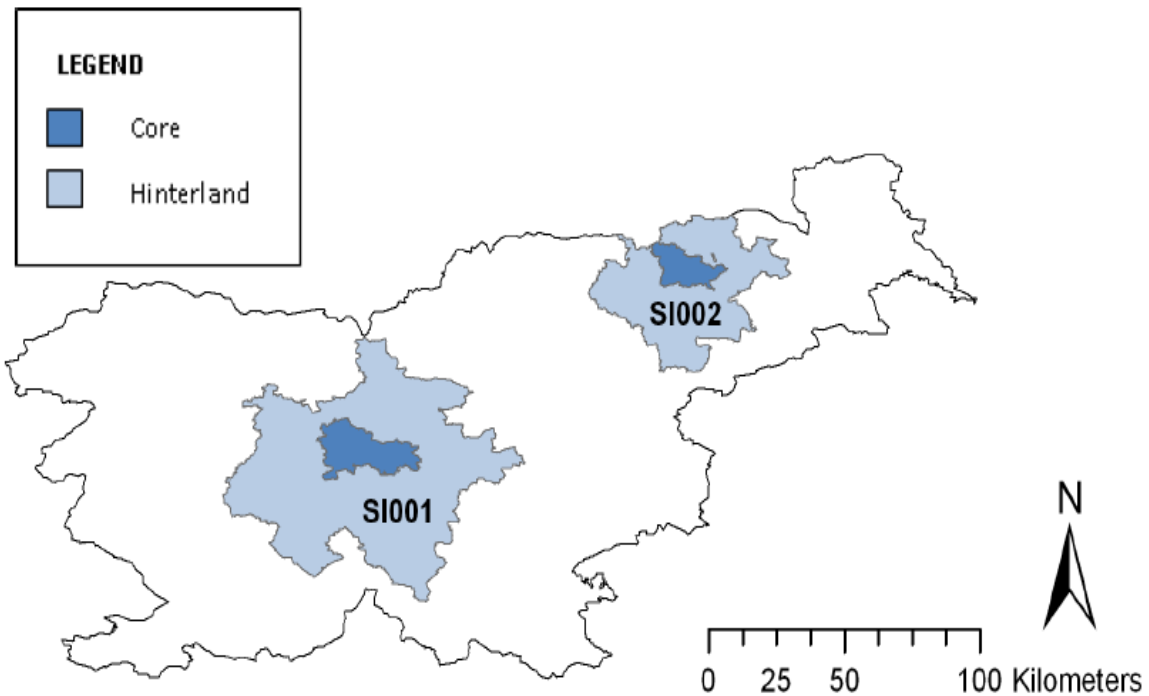 LEGEND
Core
Hinterland
SI002
SI001
N
0 25 50 100 Kilometers